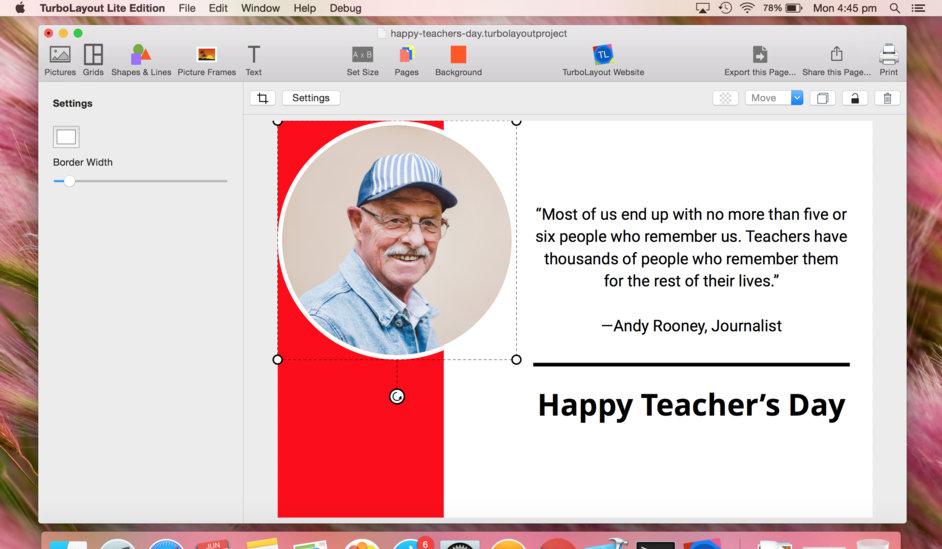 TurboLayout Lite Edition File Edit Window Help Debug 78% Mon 4:45 pm
happy-teachers-day.turbolayoutproject
Pictures Grids Shapes & Lines Picture Frames Text A x B Set Size Pages Background TL TurboLayout Website Export this Page... Share this Page... Print
Settings
Settings Move
Border Width
“Most of us end up with no more than five or
six people who remember us. Teachers have
thousands of people who remember them
for the rest of their lives.”
—Andy Rooney, Journalist
Happy Teacher’s Day
JUN 6